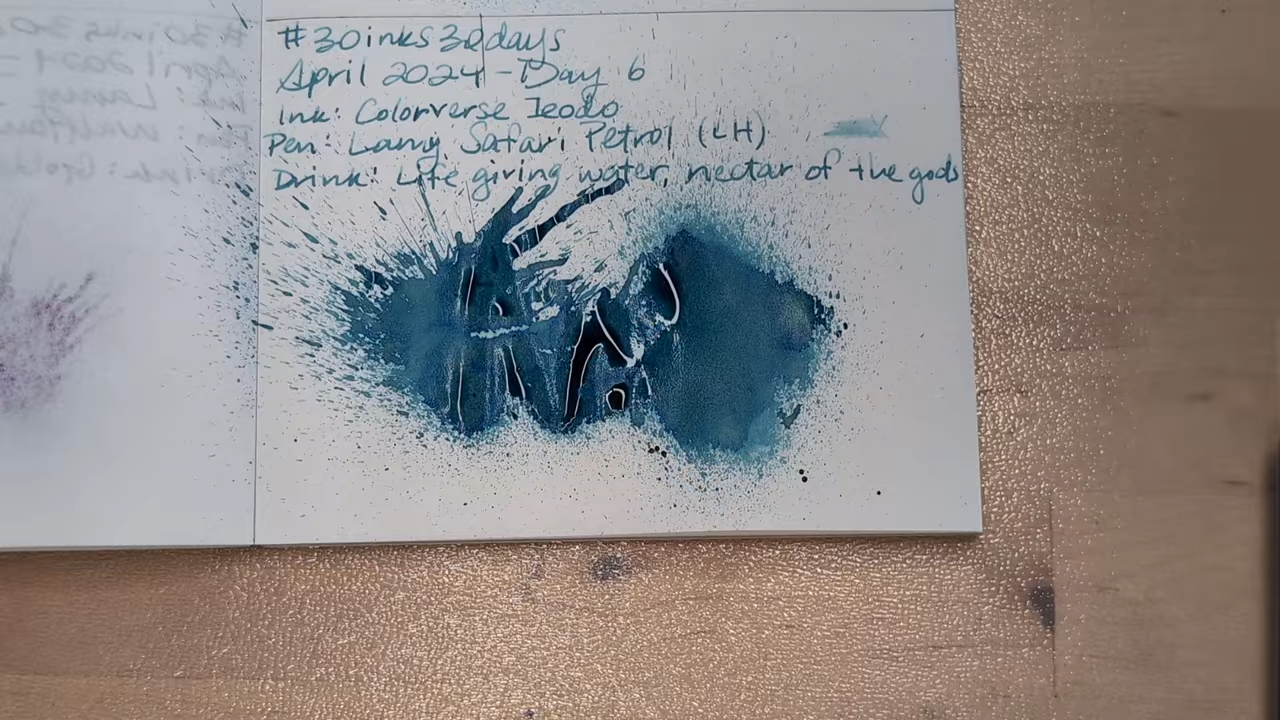 #30inks30days
April 2024 - Day 6
Ink: Colorverse Ieodo
Pen: Lamy Safari Petrol (LH)
Drink: Life giving water, nectar of the gods